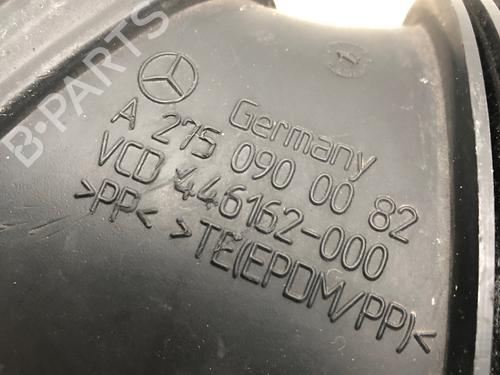 B-PARTS
Germany
A 275 090 00 82
VCD 446162-000
>PP< >TE(EPDM/PP)<